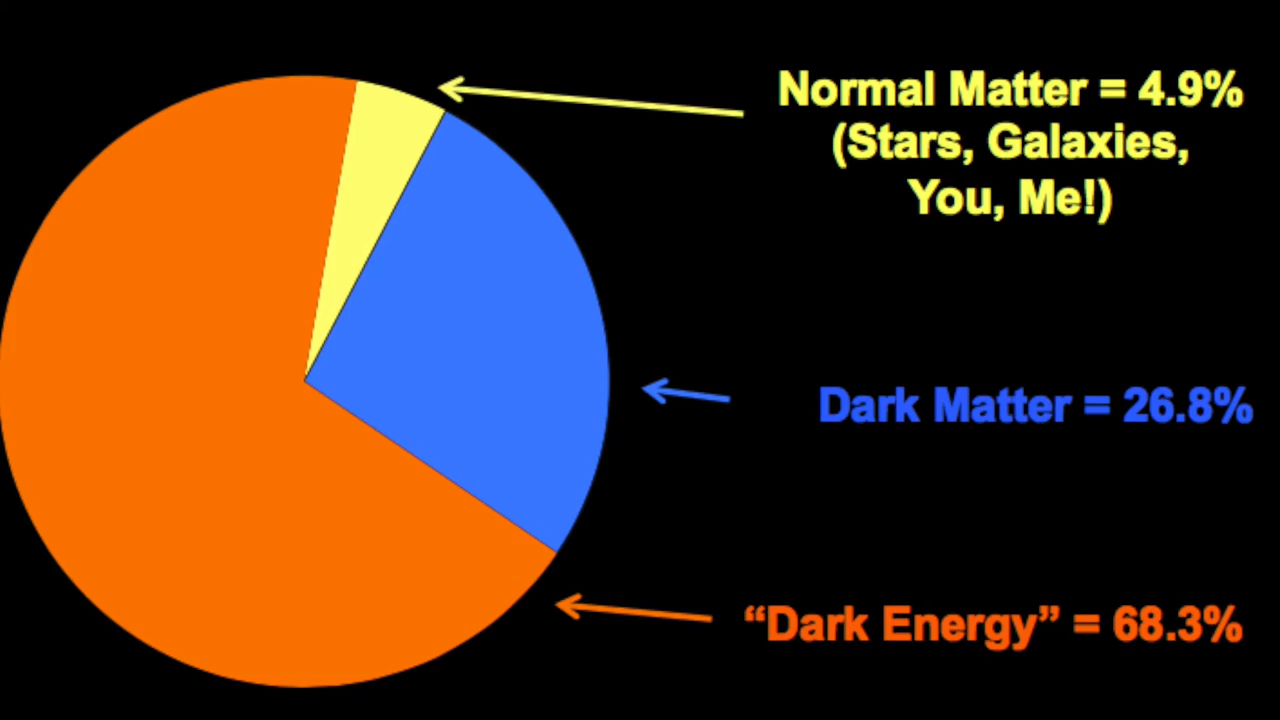 Normal Matter = 4.9%
(Stars, Galaxies,
You, Me!)
Dark Matter = 26.8%
“Dark Energy” = 68.3%